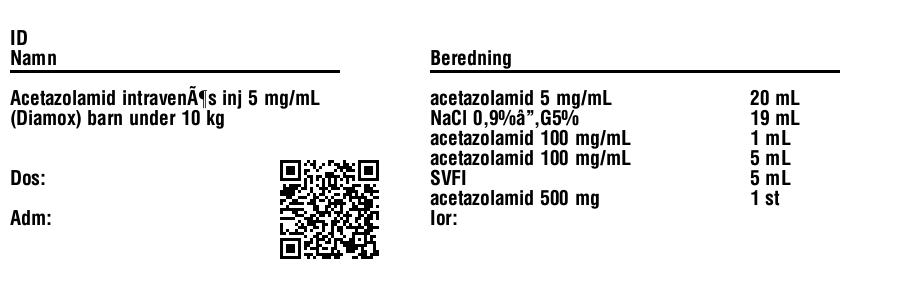 ID
Namn
Acetazolamid intravenÃ¶s inj 5 mg/mL
(Diamox) barn under 10 kg
Dos:
Adm:
Beredning
acetazolamid 5 mg/mL 20 mL
NaCl 0,9%â”‚G5% 19 mL
acetazolamid 100 mg/mL 1 mL
acetazolamid 100 mg/mL 5 mL
SVFI 5 mL
acetazolamid 500 mg 1 st
Ior: